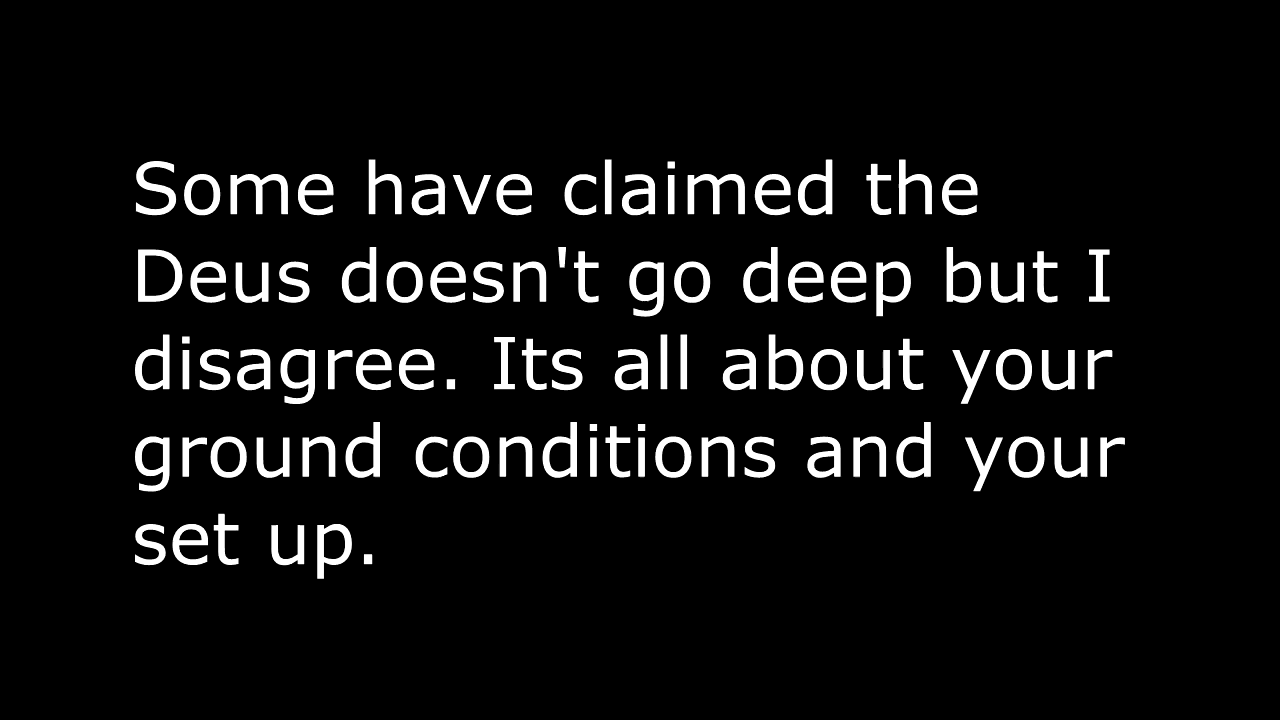 Some have claimed the
Deus doesn't go deep but I
disagree. Its all about your
ground conditions and your
set up.